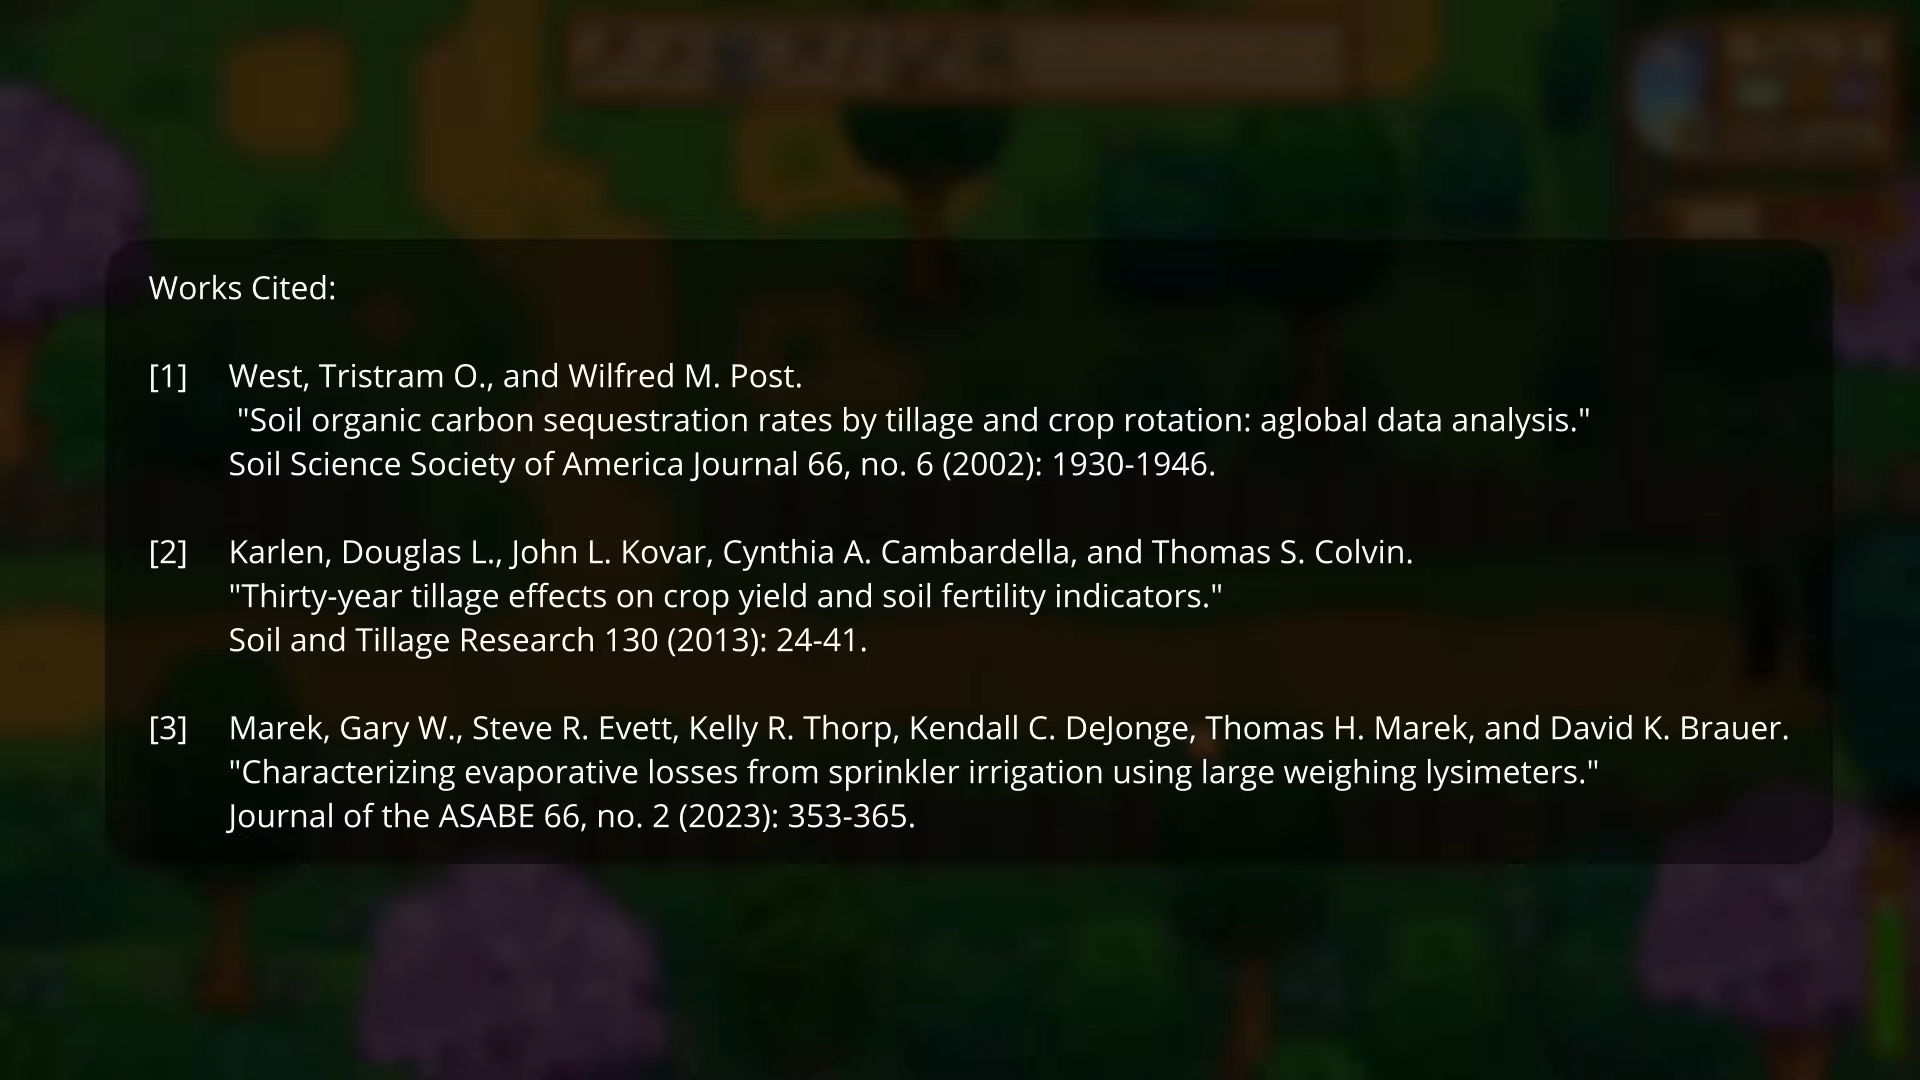 Works Cited:
[1] West, Tristram O., and Wilfred M. Post.
"Soil organic carbon sequestration rates by tillage and crop rotation: aglobal data analysis."
Soil Science Society of America Journal 66, no. 6 (2002): 1930-1946.
[2] Karlen, Douglas L., John L. Kovar, Cynthia A. Cambardella, and Thomas S. Colvin.
"Thirty-year tillage effects on crop yield and soil fertility indicators."
Soil and Tillage Research 130 (2013): 24-41.
[3] Marek, Gary W., Steve R. Evett, Kelly R. Thorp, Kendall C. DeJonge, Thomas H. Marek, and David K. Brauer.
"Characterizing evaporative losses from sprinkler irrigation using large weighing lysimeters."
Journal of the ASABE 66, no. 2 (2023): 353-365.